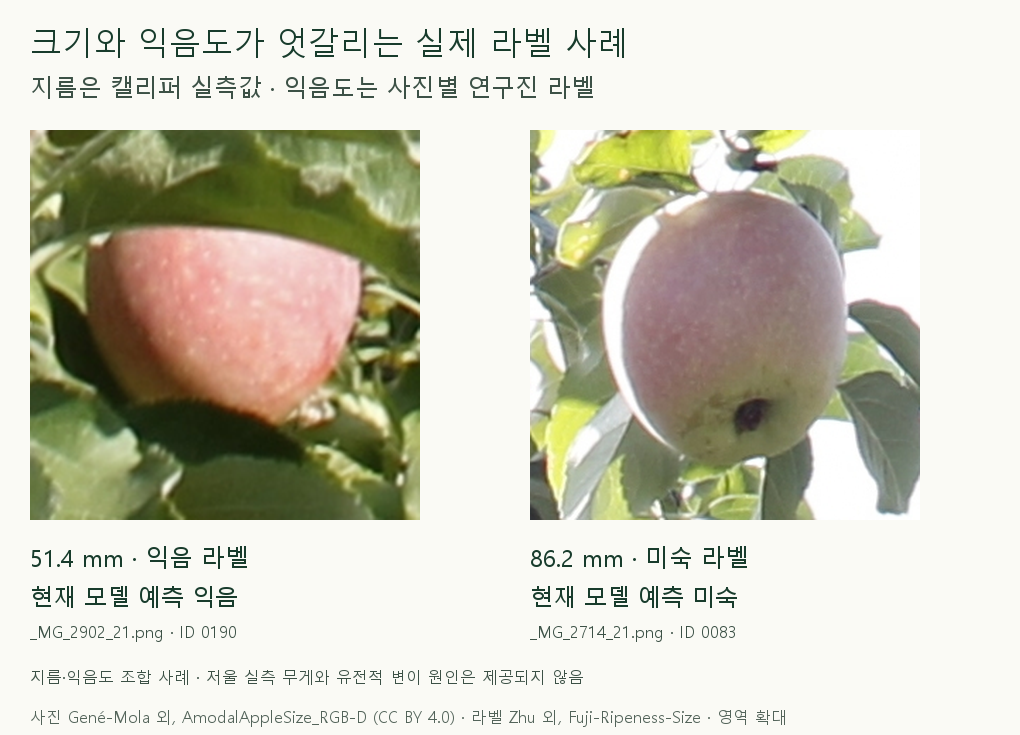 크기와 익음도가 엇갈리는 실제 라벨 사례
지름은 캘리퍼 실측값 · 익음도는 사진별 연구진 라벨
51.4 mm · 익음 라벨
현재 모델 예측 익음
_MG_2902_21.png · ID 0190
86.2 mm · 미숙 라벨
현재 모델 예측 미숙
_MG_2714_21.png · ID 0083
지름·익음도 조합 사례 · 저울 실측 무게와 유전적 변이 원인은 제공되지 않음
사진 Gené-Mola 외, AmodalAppleSize_RGB-D (CC BY 4.0) · 라벨 Zhu 외, Fuji-Ripeness-Size · 영역 확대